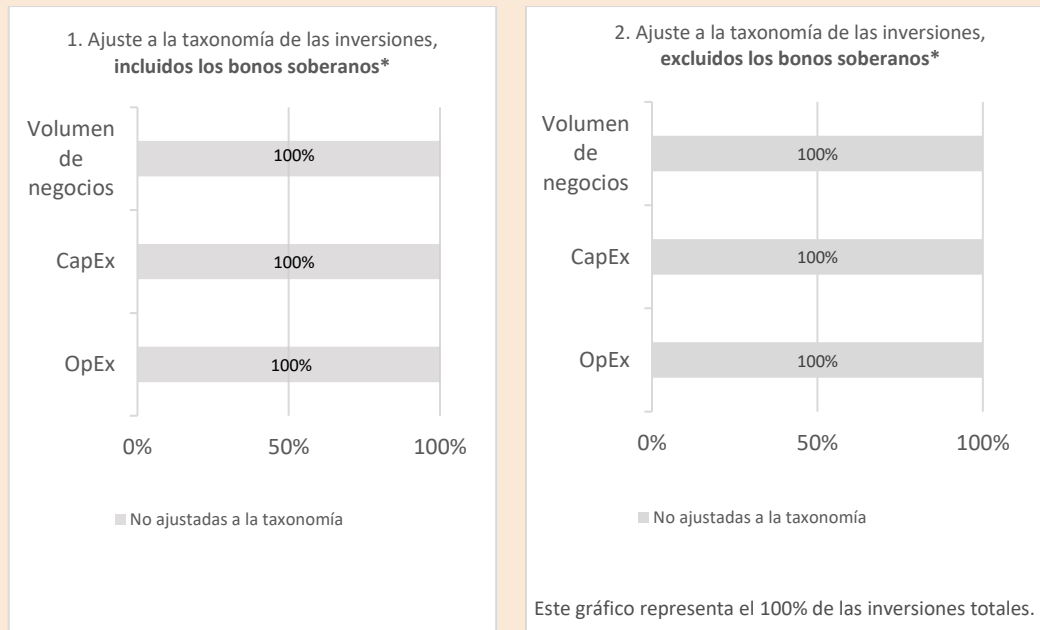 1. Ajuste a la taxonomía de las inversiones,
incluidos los bonos soberanos*
Volumen
de
negocios
100%
CapEx
100%
OpEx
100%
0%
50%
100%
No ajustadas a la taxonomía
2. Ajuste a la taxonomía de las inversiones,
excluidos los bonos soberanos*
Volumen
de
negocios
100%
CapEx
100%
OpEx
100%
0%
50%
100%
No ajustadas a la taxonomía
Este gráfico representa el 100% de las inversiones totales.